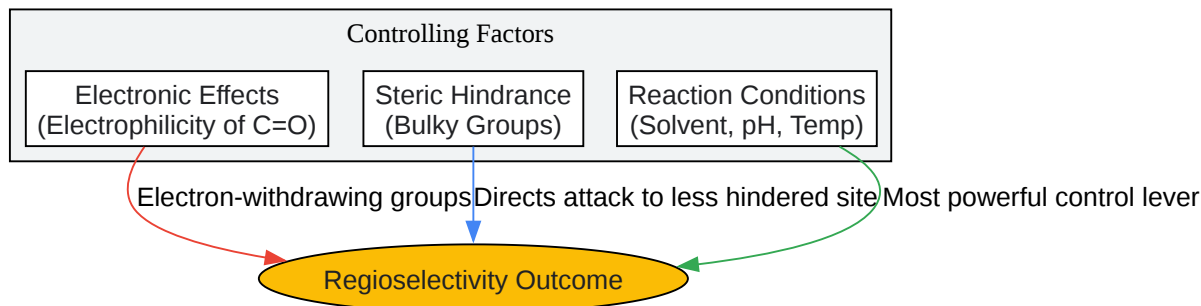 Controlling Factors
Electronic Effects
(Electrophilicity of C=O)
Steric Hindrance
(Bulky Groups)
Reaction Conditions
(Solvent, pH, Temp)
Electron-withdrawing groups
Directs attack to less hindered site
Most powerful control lever
Regioselectivity Outcome